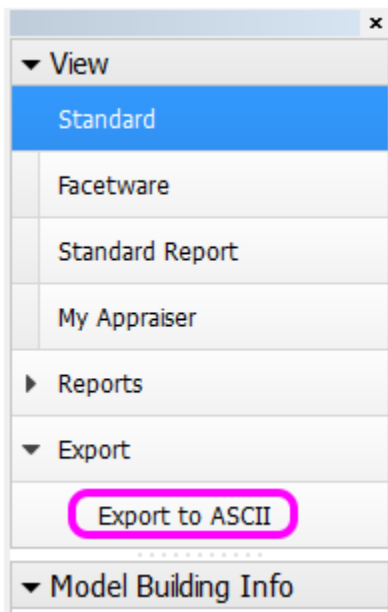 View
Standard
Facetware
Standard Report
My Appraiser
Reports
Export
Export to ASCII
Model Building Info